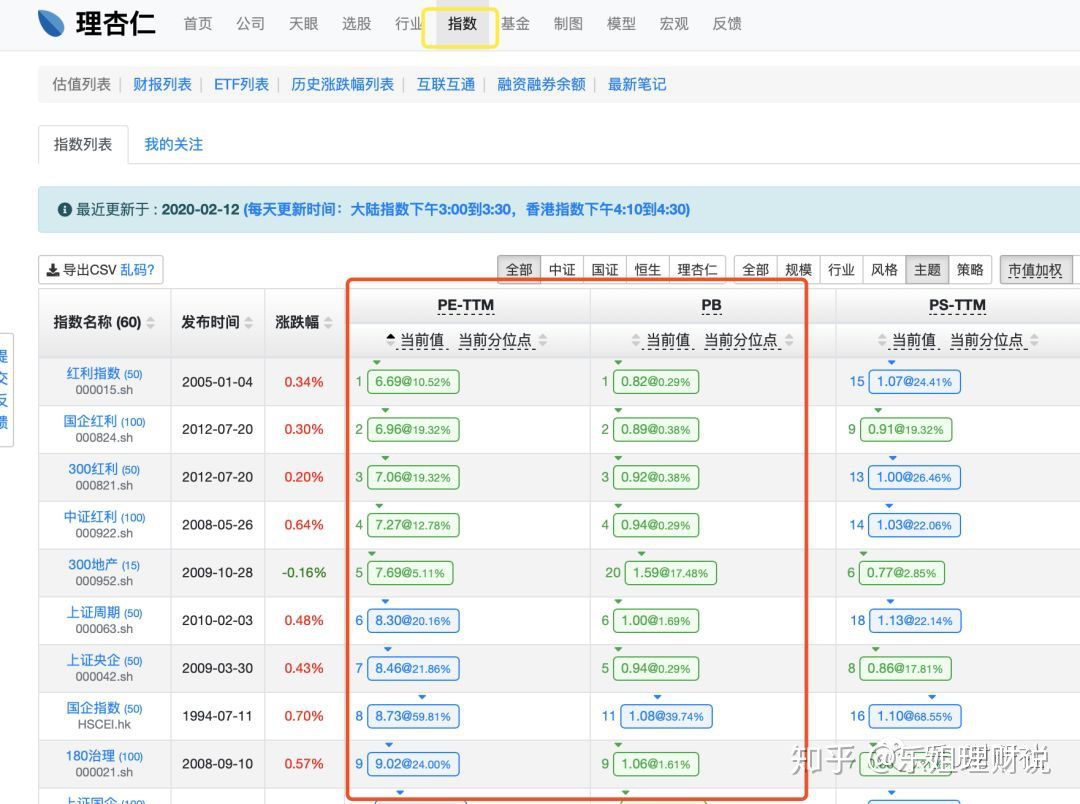 理杏仁 首页 公司 天眼 选股 行业 指数 基金 制图 模型 宏观 反馈
估值列表 | 财报列表 | ETF列表 | 历史涨跌幅列表 | 互联互通 | 融资融券余额 | 最新笔记
指数列表 我的关注
最近更新于 : 2020-02-12 (每天更新时间：大陆指数下午3:00到3:30，香港指数下午4:10到4:30)
导出CSV 乱码? 全部 中证 国证 恒生 理杏仁 全部 规模 行业 风格 主题 策略 市值加权
指数名称 (60) 发布时间 涨跌幅 PE-TTM PB PS-TTM
当前值 当前分位点 当前值 当前分位点 当前值 当前分位点
红利指数 (50) 2005-01-04 0.34% 1 6.69@10.52% 1 0.82@0.29% 15 1.07@24.41%
000015.sh
国企红利 (100) 2012-07-20 0.30% 2 6.96@19.32% 2 0.89@0.38% 9 0.91@19.32%
000824.sh
300红利 (50) 2012-07-20 0.20% 3 7.06@19.32% 3 0.92@0.38% 13 1.00@26.46%
000821.sh
中证红利 (100) 2008-05-26 0.64% 4 7.27@12.78% 4 0.94@0.29% 14 1.03@22.06%
000922.sh
300地产 (15) 2009-10-28 -0.16% 5 7.69@5.11% 20 1.59@17.48% 6 0.77@2.85%
000952.sh
上证周期 (50) 2010-02-03 0.48% 6 8.30@20.16% 6 1.00@1.69% 18 1.13@22.14%
000063.sh
上证央企 (50) 2009-03-30 0.43% 7 8.46@21.86% 5 0.94@0.29% 8 0.86@17.81%
000042.sh
国企指数 (50) 1994-07-11 0.70% 8 8.73@59.81% 11 1.08@39.74% 16 1.10@68.55%
HSCEI.hk
180治理 (100) 2008-09-10 0.57% 9 9.02@24.00% 9 1.06@1.61% 7
000021.sh
上证国企 (100)
提交反馈
知乎 @乐姐理财说